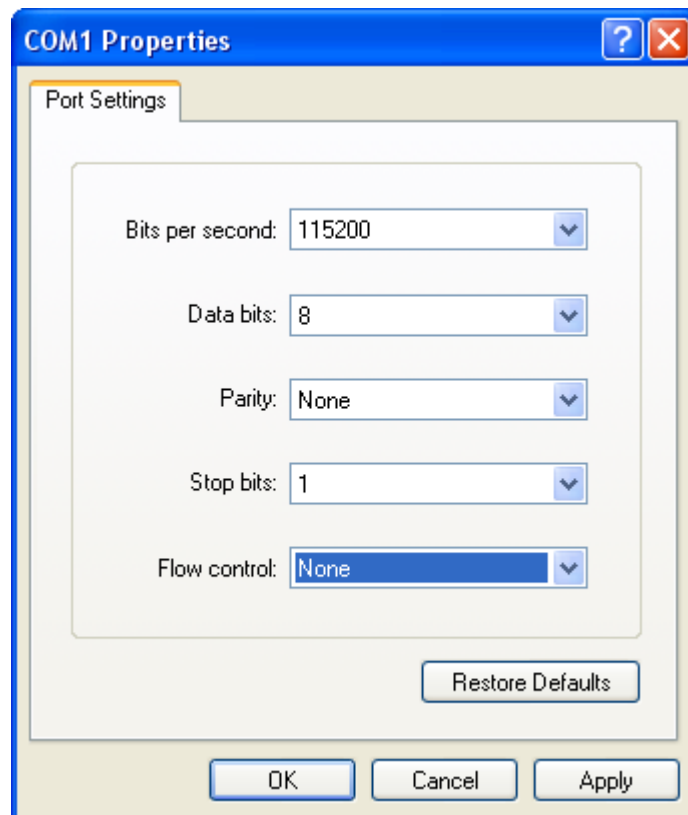 COM1 Properties
Port Settings
Bits per second: 115200
Data bits: 8
Parity: None
Stop bits: 1
Flow control: None
Restore Defaults
OK Cancel Apply